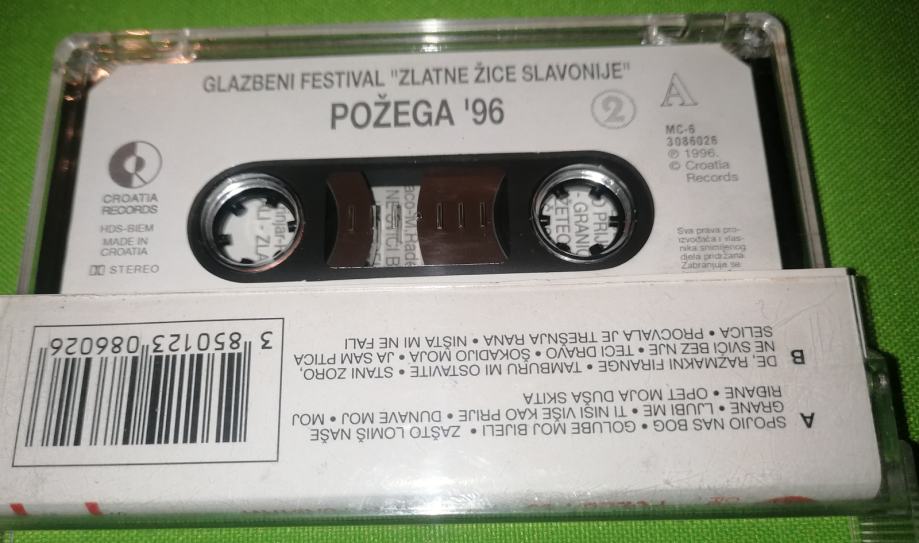 GLAZBENI FESTIVAL "ZLATNE ŽICE SLAVONIJE"
POŽEGA '96
2
A
MC-6
3086026
℗ 1996.
© Croatia
Records
CROATIA
RECORDS
HDS-BIEM
MADE IN
CROATIA
STEREO
Sva prava pro-
izvođača i vlas-
nika snimljenog
djela pridržana.
Zabranjuje se
A
SPOJIO NAS BOG • GOLUBE MOJ BIJELI • ZAŠTO LOMIŠ NAŠE
GRANE • LJUBI ME • TI NISI VIŠE KAO PRIJE • DUNAVE MOJ • MOJ
RIĐANE • OPET MOJA DUŠA SKITA
B
DE, RAZMAKNI FIRANGE • TAMBURU MI OSTAVITE • STANI ZORO,
NE SVIĆI BEZ NJE • TECI DRAVO • ŠOKADIJO MOJA • JA SAM PTICA
SELICA • PROCVALA JE TREŠNJA RANA • NIŠTA MI NE FALI
3 850123 086026